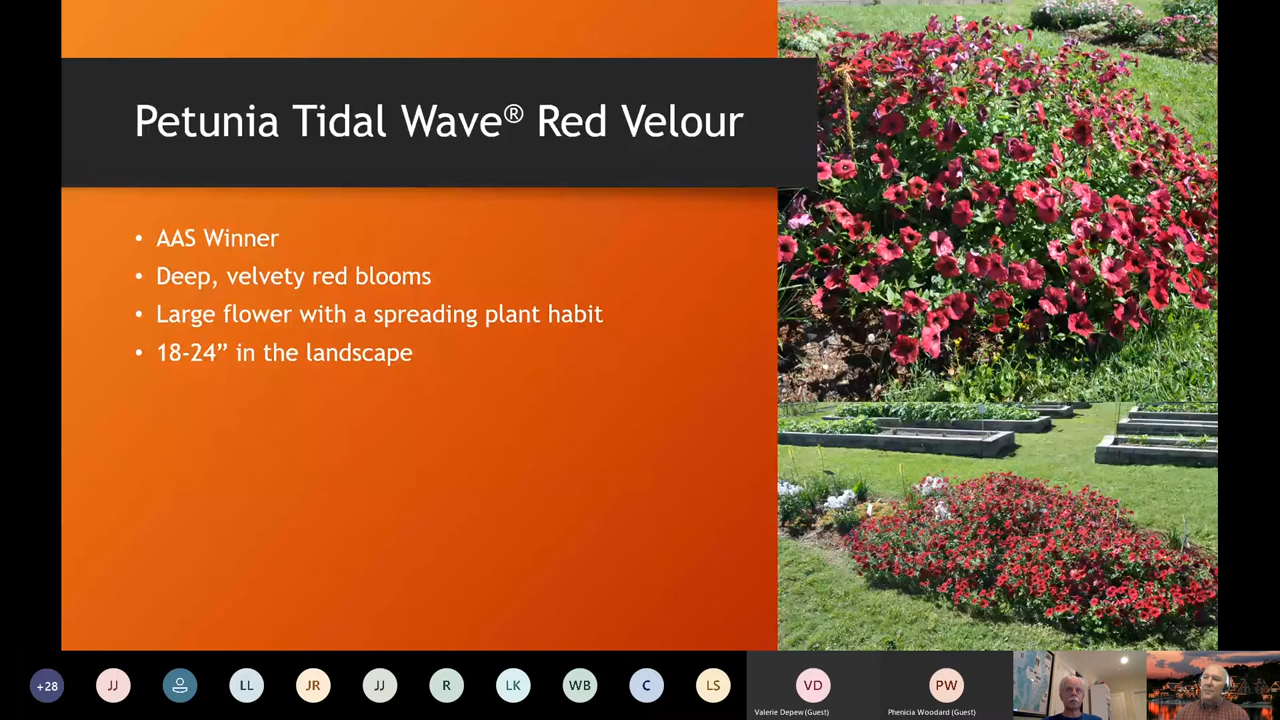 Petunia Tidal Wave® Red Velour
• AAS Winner
• Deep, velvety red blooms
• Large flower with a spreading plant habit
• 18-24” in the landscape
+28
JJ
LL
JR
JJ
R
LK
WB
C
LS
VD
PW
Valerie Depew (Guest)
Phenicia Woodard (Guest)